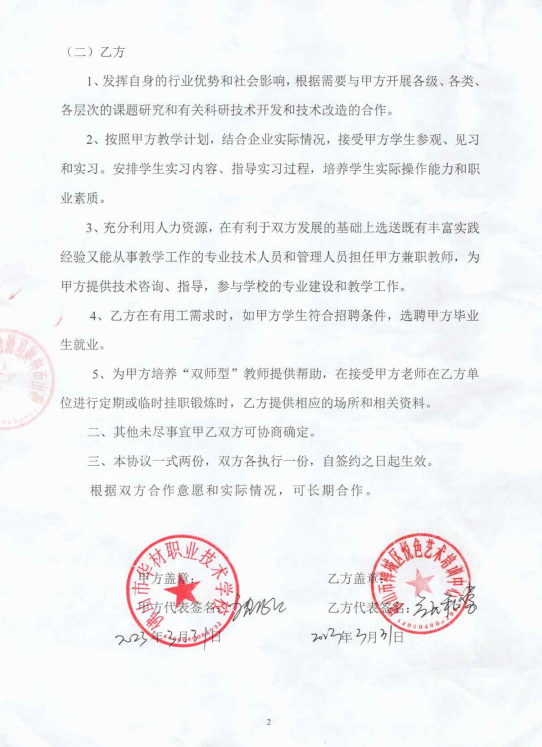 （二）乙方
1、发挥自身的行业优势和社会影响，根据需要与甲方开展各级、各类、
各层次的课题研究和有关科研技术开发和技术改造的合作。
2、按照甲方教学计划，结合企业实际情况，接受甲方学生参观、见习
和实习。安排学生实习内容、指导实习过程，培养学生实际操作能力和职
业素质。
3、充分利用人力资源，在有利于双方发展的基础上选送既有丰富实践
经验又能从事教学工作的专业技术人员和管理人员担任甲方兼职教师，为
甲方提供技术咨询、指导，参与学校的专业建设和教学工作。
4、乙方在有用工需求时，如甲方学生符合招聘条件，选聘甲方毕业
生就业。
5、为甲方培养“双师型”教师提供帮助，在接受甲方老师在乙方单
位进行定期或临时挂职锻炼时，乙方提供相应的场所和相关资料。
二、其他未尽事宜甲乙双方可协商确定。
三、本协议一式两份，双方各执行一份，自签约之日起生效。
根据双方合作意愿和实际情况，可长期合作。
华材职业技术学校
艺术培训中心
甲方盖章：
乙方盖章：
甲方代表签名：
乙方代表签名：
2023年3月31日
年3月31日
2